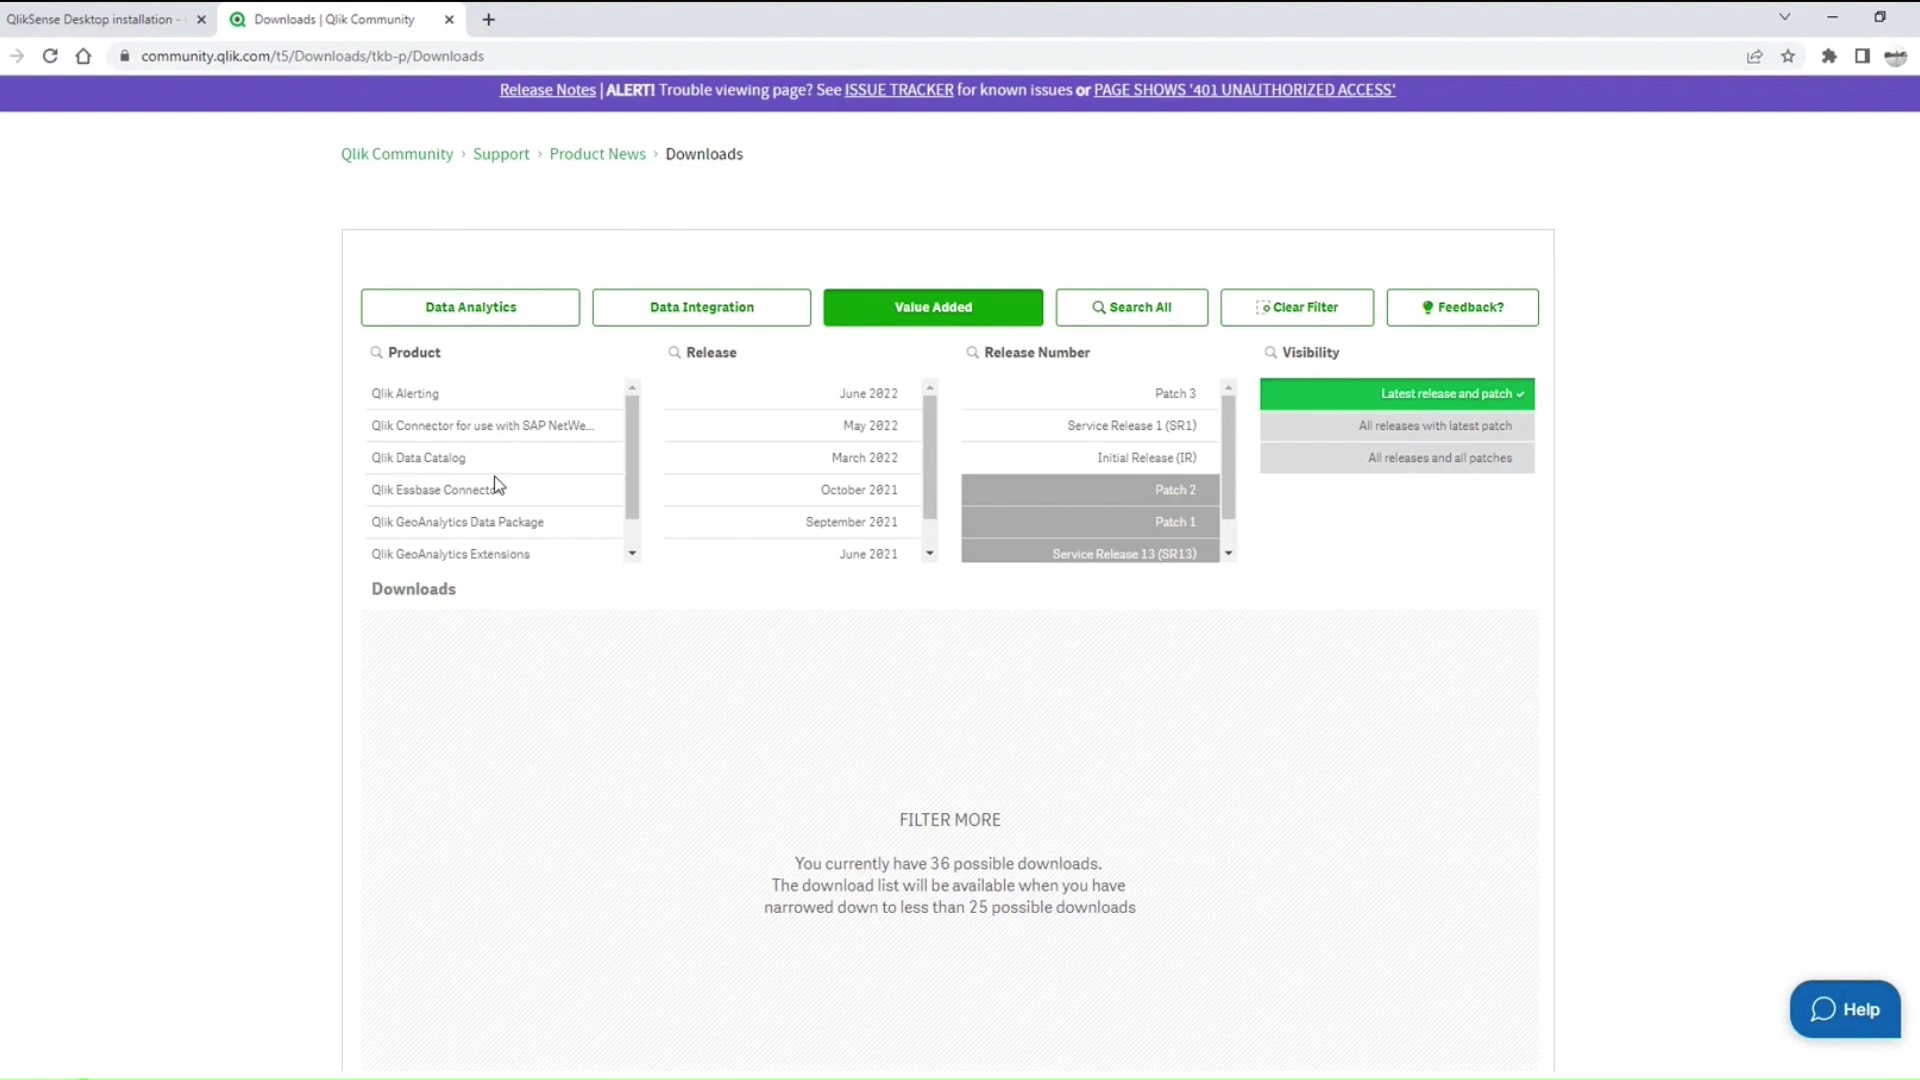 QlikSense Desktop installation -
Downloads | Qlik Community
community.qlik.com/t5/Downloads/tkb-p/Downloads
Release Notes | ALERT! Trouble viewing page? See ISSUE TRACKER for known issues or PAGE SHOWS '401 UNAUTHORIZED ACCESS'
Qlik Community › Support › Product News › Downloads
Data Analytics
Data Integration
Value Added
Search All
Clear Filter
Feedback?
Product
Release
Release Number
Visibility
Qlik Alerting
June 2022
Patch 3
Latest release and patch
Qlik Connector for use with SAP NetWe...
May 2022
Service Release 1 (SR1)
All releases with latest patch
Qlik Data Catalog
March 2022
Initial Release (IR)
All releases and all patches
Qlik Essbase Connector
October 2021
Patch 2
Qlik GeoAnalytics Data Package
September 2021
Patch 1
Qlik GeoAnalytics Extensions
June 2021
Service Release 13 (SR13)
Downloads
FILTER MORE
You currently have 36 possible downloads.
The download list will be available when you have
narrowed down to less than 25 possible downloads
Help